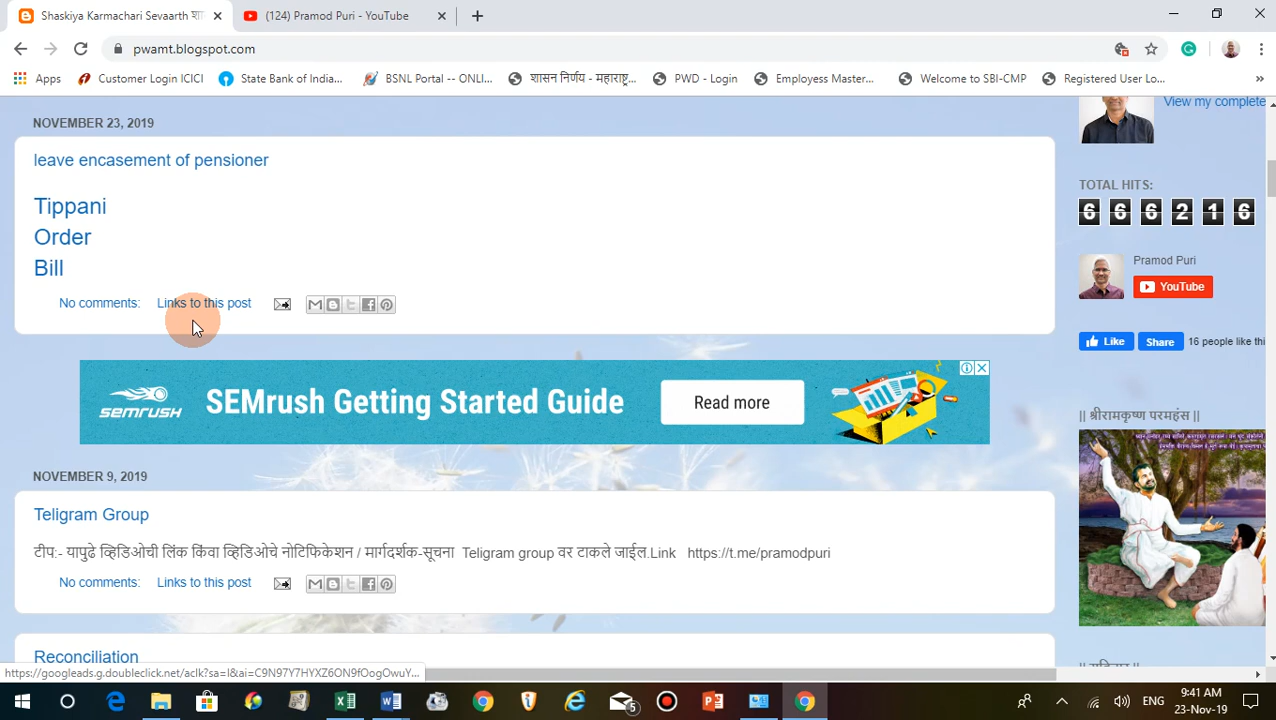 Shaskiya Karmachari Sevaarth शा
(124) Pramod Puri - YouTube
pwamt.blogspot.com
Apps
Customer Login ICICI
State Bank of India...
BSNL Portal -- ONLI...
शासन निर्णय - महाराष्ट्र...
PWD - Login
Employess Master...
Welcome to SBI-CMP
Registered User Lo...
NOVEMBER 23, 2019
leave encasement of pensioner
Tippani
Order
Bill
No comments: Links to this post
SEMRUSH
SEMrush Getting Started Guide
Read more
NOVEMBER 9, 2019
Teligram Group
टीप:- यापुढे व्हिडिओची लिंक किंवा व्हिडिओचे नोटिफिकेशन / मार्गदर्शक-सूचना Teligram group वर टाकले जाईल.Link https://t.me/pramodpuri
No comments: Links to this post
Reconciliation
https://googleads.g.doubleclick.net/aclk?sa=l&ai=C9N97Y7HYXZ6ON9fOogOwuY...
View my complete
TOTAL HITS:
666216
Pramod Puri
YouTube
Like Share 16 people like thi
|| श्रीरामकृष्ण परमहंस ||
5
ENG
9:41 AM
23-Nov-19